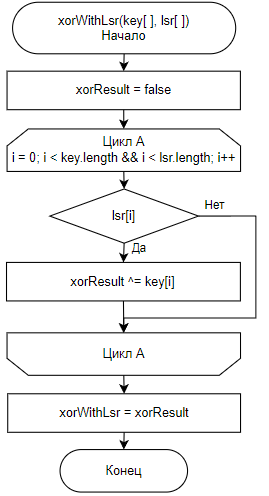 xorWithLsr(key[ ], lsr[ ])
Начало
xorResult = false
Цикл А
i = 0; i < key.length && i < lsr.length; i++
lsr[i]
Нет
Да
xorResult ^= key[i]
Цикл А
xorWithLsr = xorResult
Конец